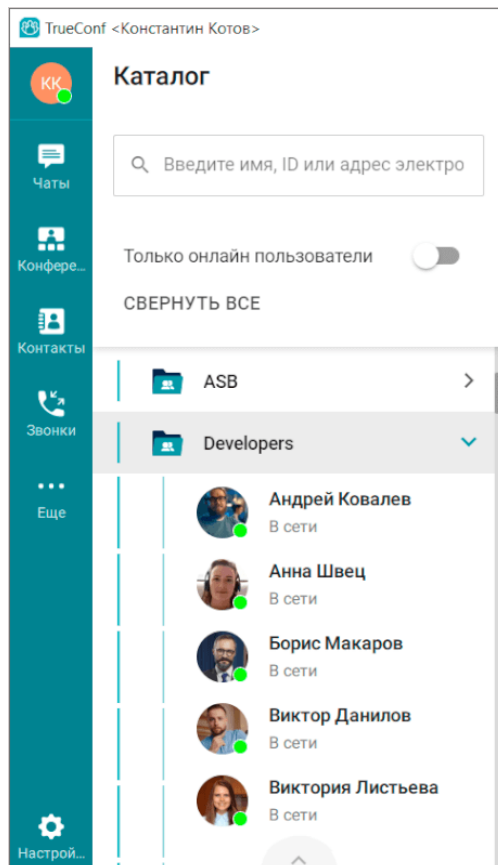 TrueConf <Константин Котов>
КК
Каталог
Введите имя, ID или адрес электро
Чаты
Только онлайн пользователи
Конфере...
СВЕРНУТЬ ВСЕ
Контакты
ASB
Звонки
Developers
Еще
Андрей Ковалев
В сети
Анна Швец
В сети
Борис Макаров
В сети
Виктор Данилов
В сети
Виктория Листьева
В сети
Настрой...